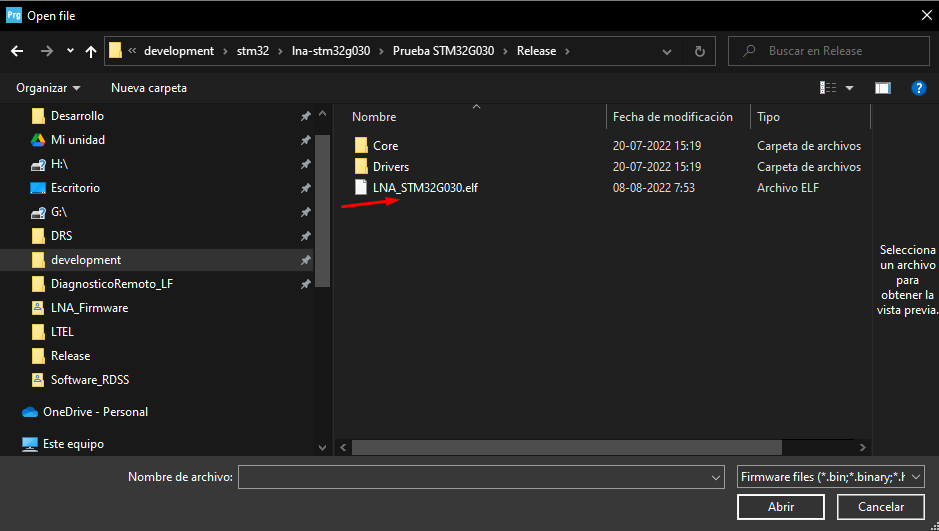 Prg Open file
« development › stm32 › lna-stm32g030 › Prueba STM32G030 › Release ›
Buscar en Release
Organizar
Nueva carpeta
?
Desarrollo
Mi unidad
H:\
Escritorio
G:\
DRS
development
DiagnosticoRemoto_LF
LNA_Firmware
LTEL
Release
Software_RDSS
OneDrive - Personal
Este equipo
Nombre Fecha de modificación Tipo
Core 20-07-2022 15:19 Carpeta de archivos
Drivers 20-07-2022 15:19 Carpeta de archivos
LNA_STM32G030.elf 08-08-2022 7:53 Archivo ELF
Selecciona
un archivo
para
obtener la
vista previa.
Nombre de archivo:
Firmware files (*.bin;*.binary;*.h
Abrir
Cancelar